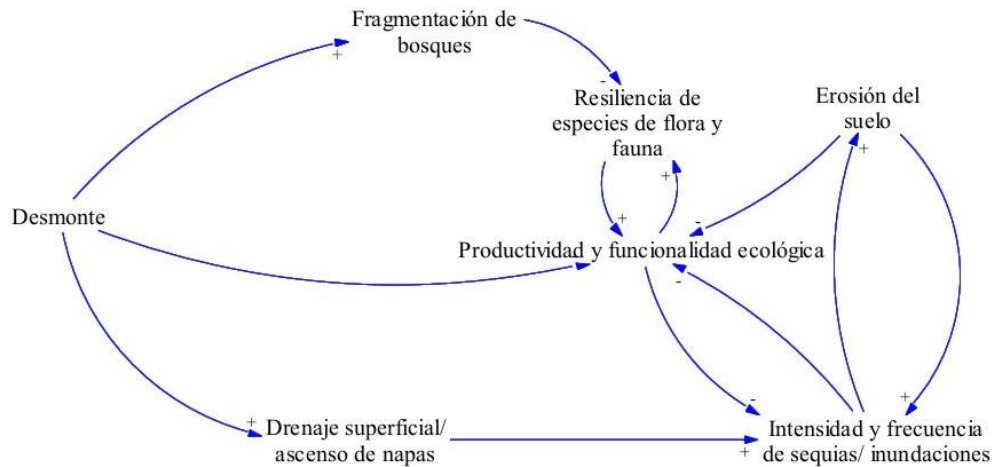 Fragmentación de
bosques
+
-
Resiliencia de
especies de flora y
fauna
Erosión del
suelo
+
+
+
-
Desmonte
Productividad y funcionalidad ecológica
-
-
+
+
Drenaje superficial/
ascenso de napas
+
Intensidad y frecuencia
de sequias/ inundaciones